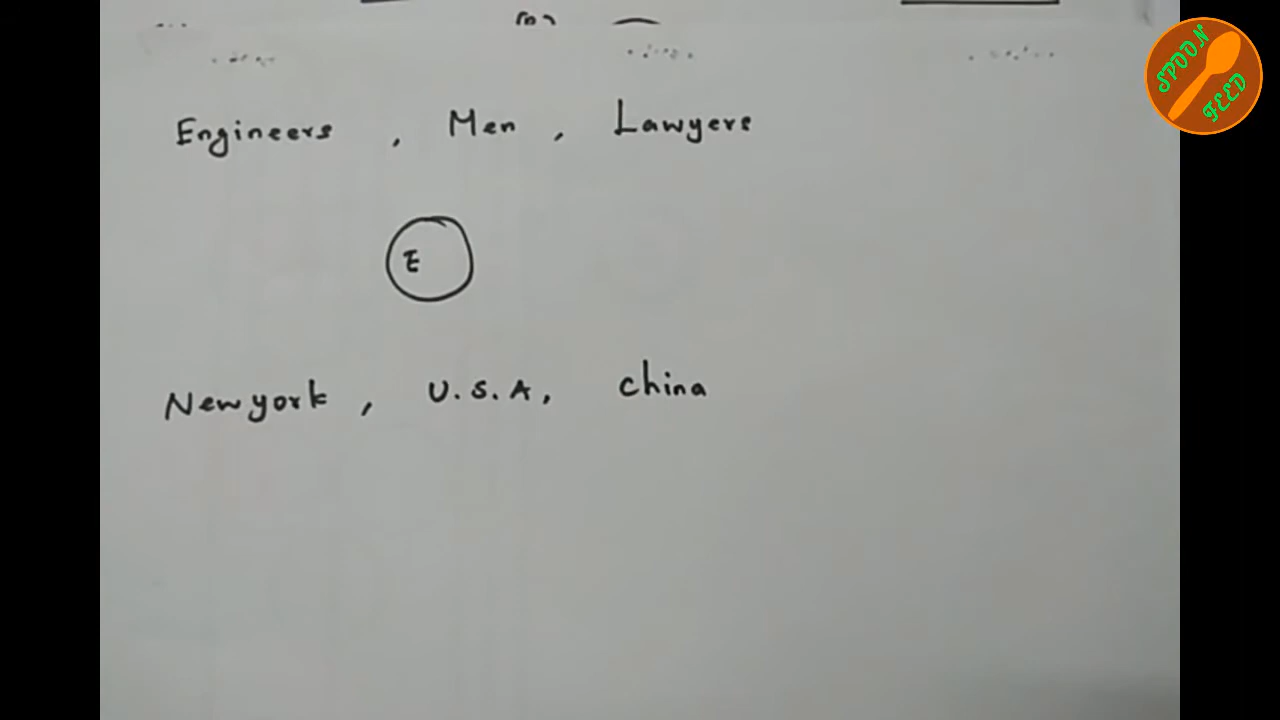 SPOON
FEED
Engineers , Men , Lawyers
E
Newyork , U.S.A, china